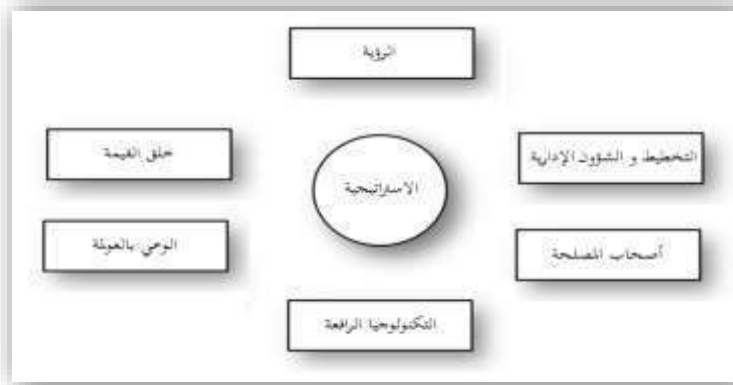 الرؤية
التخطيط و الشؤون الإدارية
خلق القيمة
الاستراتيجية
أصحاب المصلحة
الوعي بالعولمة
التكنولوجيا الرافعة